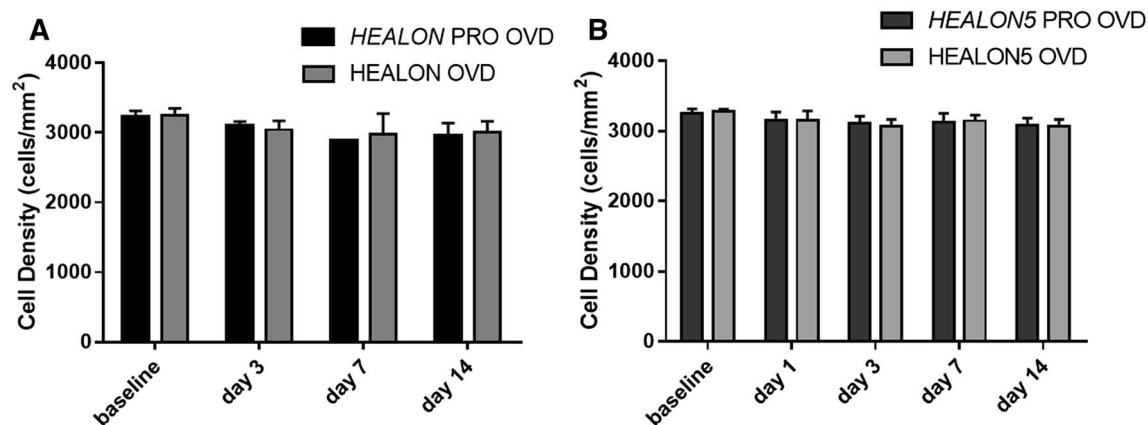 A
HEALON PRO OVD
HEALON OVD
Cell Density (cells/mm²)
4000
3000
2000
1000
0
baseline
day 3
day 7
day 14
B
HEALON5 PRO OVD
HEALON5 OVD
Cell Density (cells/mm²)
4000
3000
2000
1000
0
baseline
day 1
day 3
day 7
day 14